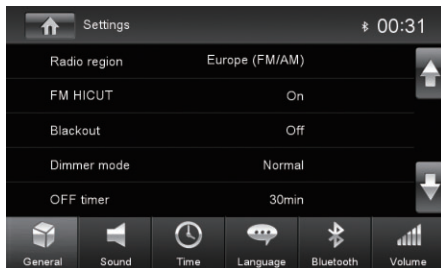 Settings 00:31
Radio region Europe (FM/AM)
FM HICUT On
Blackout Off
Dimmer mode Normal
OFF timer 30min
General Sound Time Language Bluetooth Volume